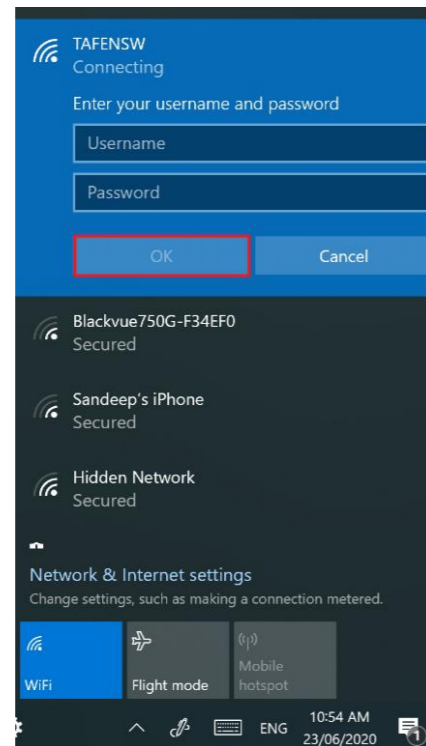 TAFENSW
Connecting
Enter your username and password
Username
Password
OK
Cancel
Blackvue750G-F34EF0
Secured
Sandeep's iPhone
Secured
Hidden Network
Secured
Network & Internet settings
Change settings, such as making a connection metered.
WiFi
Flight mode
Mobile
hotspot
ENG
10:54 AM
23/06/2020
1